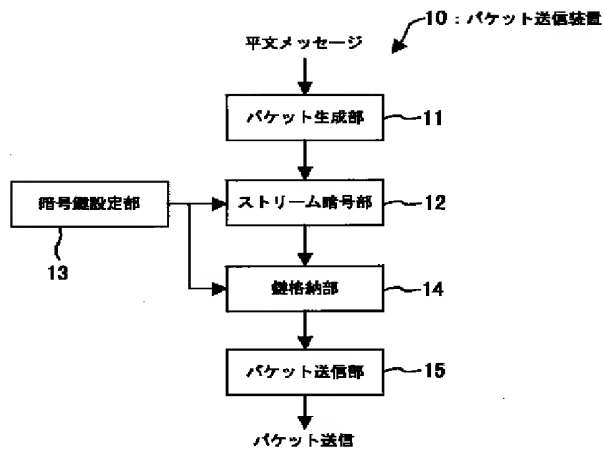 10:パケット送信装置
平文メッセージ
パケット生成部
11
暗号鍵設定部
13
ストリーム暗号部
12
鍵格納部
14
パケット送信部
15
パケット送信